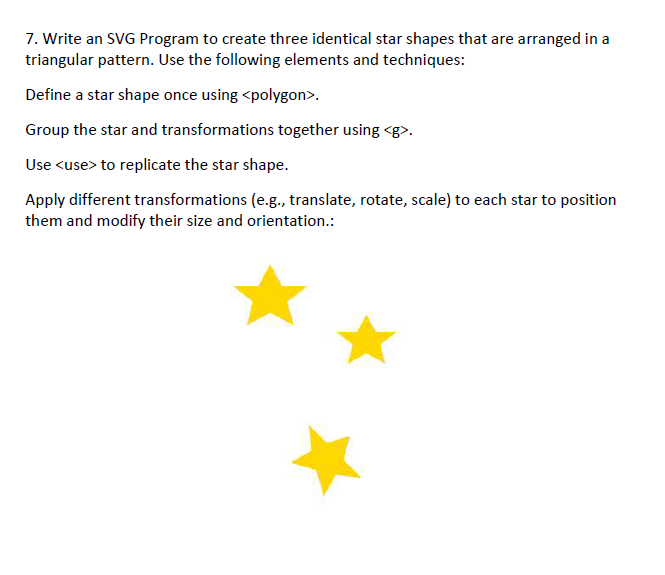 7. Write an SVG Program to create three identical star shapes that are arranged in a
triangular pattern. Use the following elements and techniques:
Define a star shape once using <polygon>.
Group the star and transformations together using <g>.
Use <use> to replicate the star shape.
Apply different transformations (e.g., translate, rotate, scale) to each star to position
them and modify their size and orientation.: